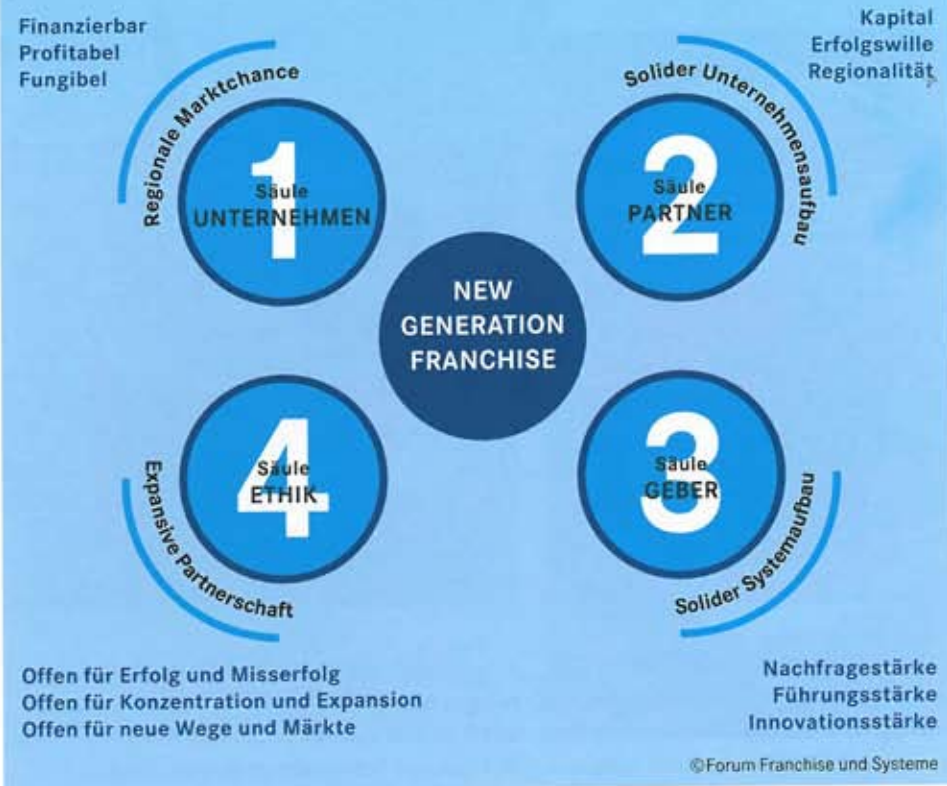 Finanzierbar
Profitabel
Fungibel
Regionale Marktchance
1
Säule
UNTERNEHMEN
Kapital
Erfolgswille
Regionalität
Solider Unternehmensaufbau
2
Säule
PARTNER
NEW
GENERATION
FRANCHISE
4
Säule
ETHIK
Expansive Partnerschaft
Offen für Erfolg und Misserfolg
Offen für Konzentration und Expansion
Offen für neue Wege und Märkte
3
Säule
GEBER
Solider Systemaufbau
Nachfragestärke
Führungsstärke
Innovationsstärke
©Forum Franchise und Systeme